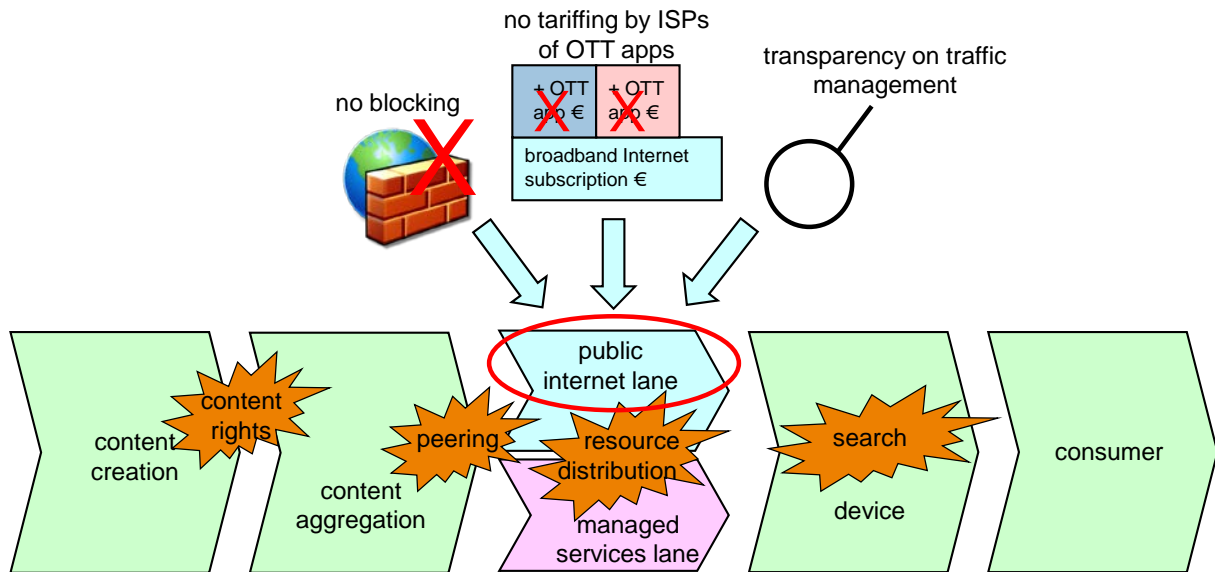 no tariffing by ISPs
of OTT apps
transparency on traffic
management
no blocking
+ OTT
app €
+ OTT
app €
broadband Internet
subscription €
public
internet lane
content
rights
peering
resource
distribution
search
content
creation
content
aggregation
managed
services lane
device
consumer